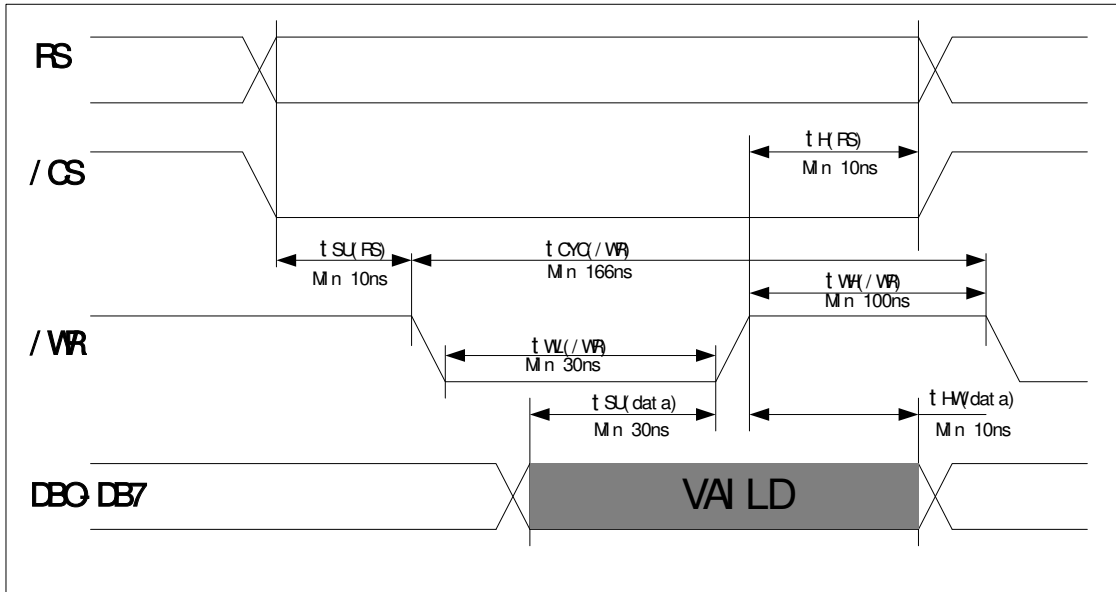 RS
/CS
tH(RS)
Min 10ns
tSU(RS)
Min 10ns
tCYC(/WR)
Min 166ns
tWH(/WR)
Min 100ns
/WR
tWL(/WR)
Min 30ns
tSU(data)
Min 30ns
tHW(data)
Min 10ns
DB0-DB7
VAILD